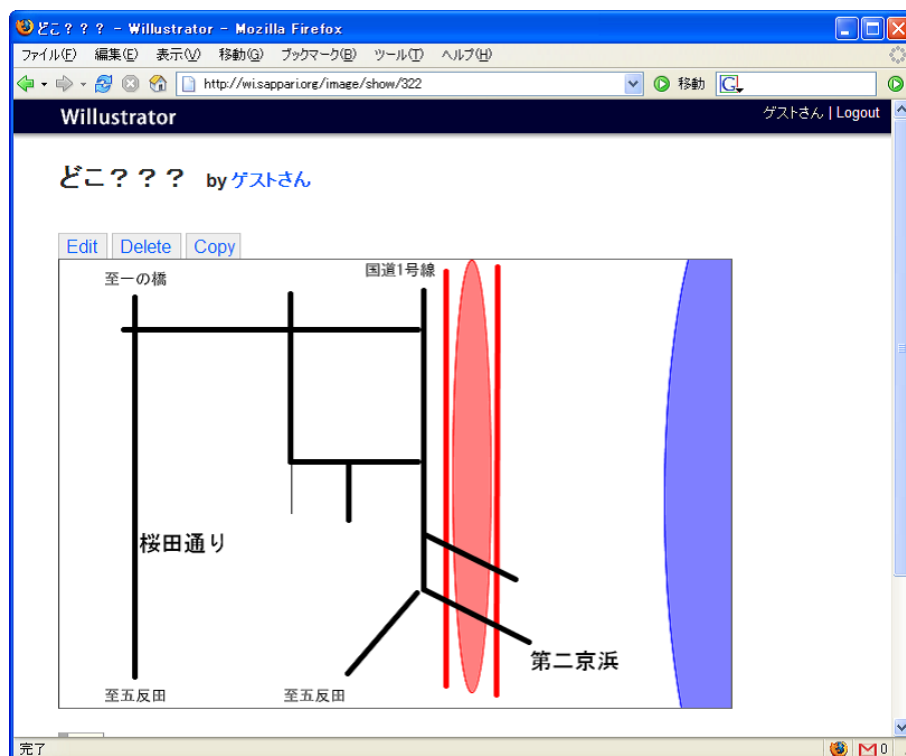 どこ？？？ - Willustrator - Mozilla Firefox
ファイル(F) 編集(E) 表示(V) 移動(G) ブックマーク(B) ツール(T) ヘルプ(H)
http://wi.sappari.org/image/show/322 移動 G
Willustrator ゲストさん | Logout
どこ？？？ by ゲストさん
Edit Delete Copy
国道1号線
至一の橋
桜田通り
第二京浜
至五反田 至五反田
完了 0